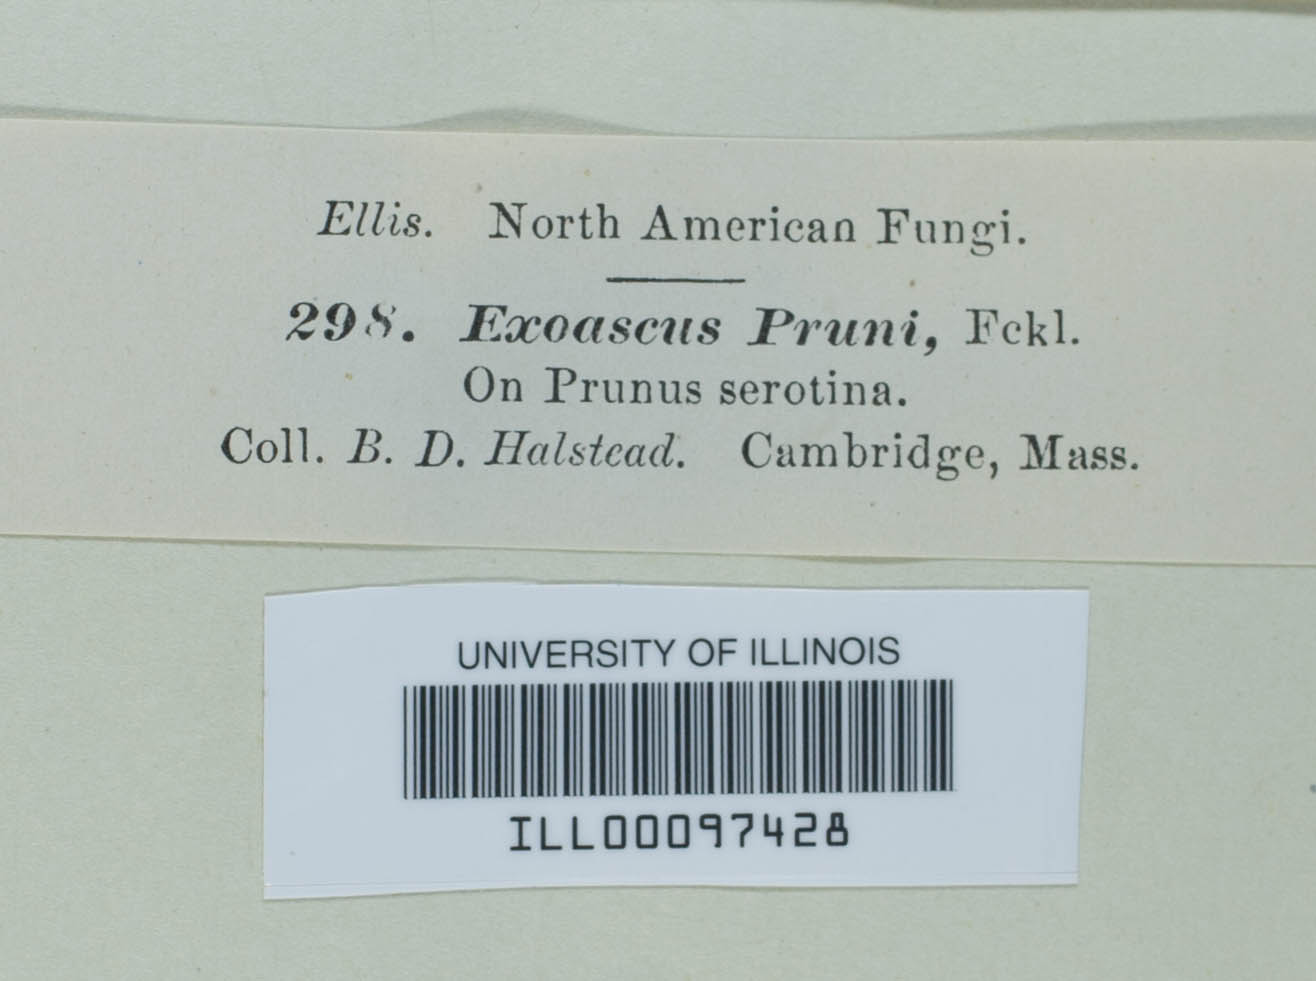 Ellis. North American Fungi.
298. Exoascus Pruni, Fckl.
On Prunus serotina.
Coll. B. D. Halstead. Cambridge, Mass.
UNIVERSITY OF ILLINOIS
ILL00097428